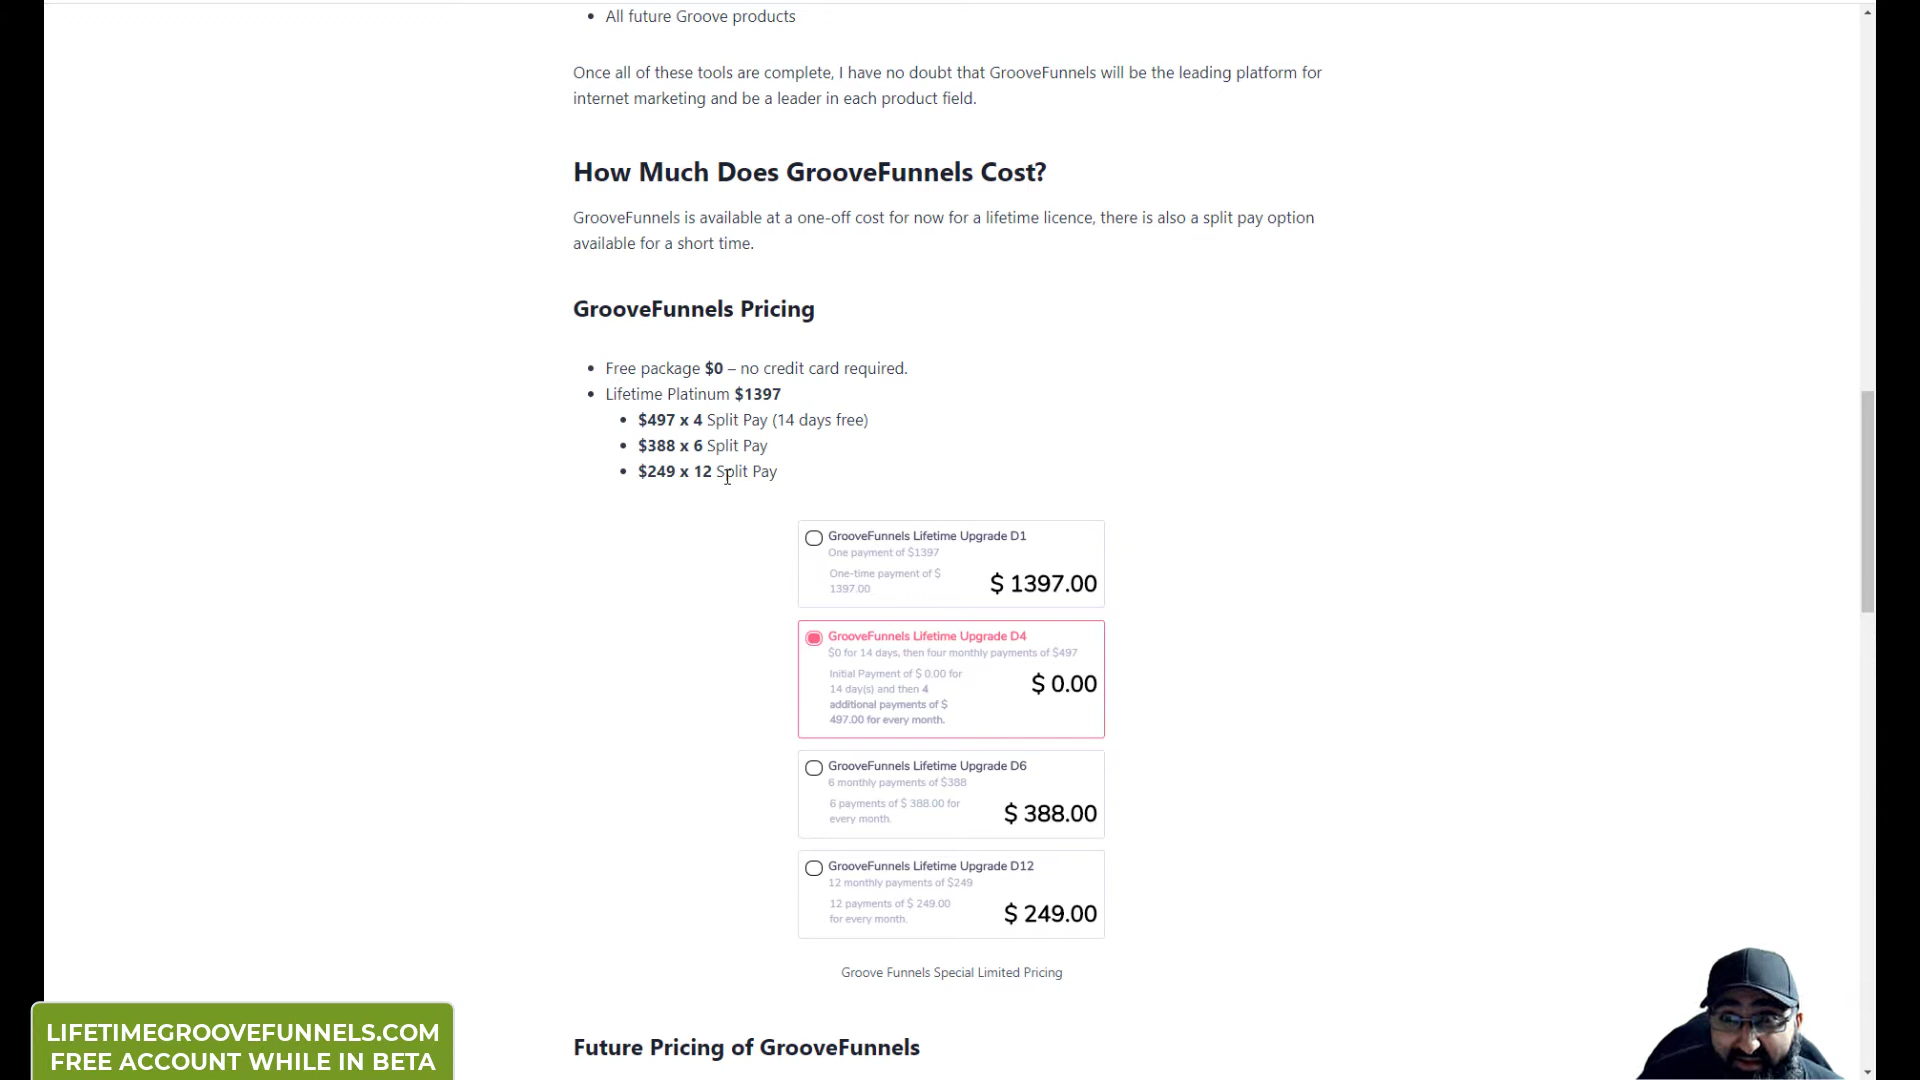 All future Groove products
Once all of these tools are complete, I have no doubt that GrooveFunnels will be the leading platform for
internet marketing and be a leader in each product field.
How Much Does GrooveFunnels Cost?
GrooveFunnels is available at a one-off cost for now for a lifetime licence, there is also a split pay option
available for a short time.
GrooveFunnels Pricing
Free package $0 – no credit card required.
Lifetime Platinum $1397
$497 x 4 Split Pay (14 days free)
$388 x 6 Split Pay
$249 x 12 Split Pay
GrooveFunnels Lifetime Upgrade D1
One payment of $1397
One-time payment of $
1397.00
$ 1397.00
GrooveFunnels Lifetime Upgrade D4
$0 for 14 days, then four monthly payments of $497
Initial Payment of $ 0.00 for
14 day(s) and then 4
additional payments of $
497.00 for every month.
$ 0.00
GrooveFunnels Lifetime Upgrade D6
6 monthly payments of $388
6 payments of $ 388.00 for
every month.
$ 388.00
GrooveFunnels Lifetime Upgrade D12
12 monthly payments of $249
12 payments of $ 249.00
for every month.
$ 249.00
Groove Funnels Special Limited Pricing
Future Pricing of GrooveFunnels
LIFETIMEGROOVEFUNNELS.COM
FREE ACCOUNT WHILE IN BETA